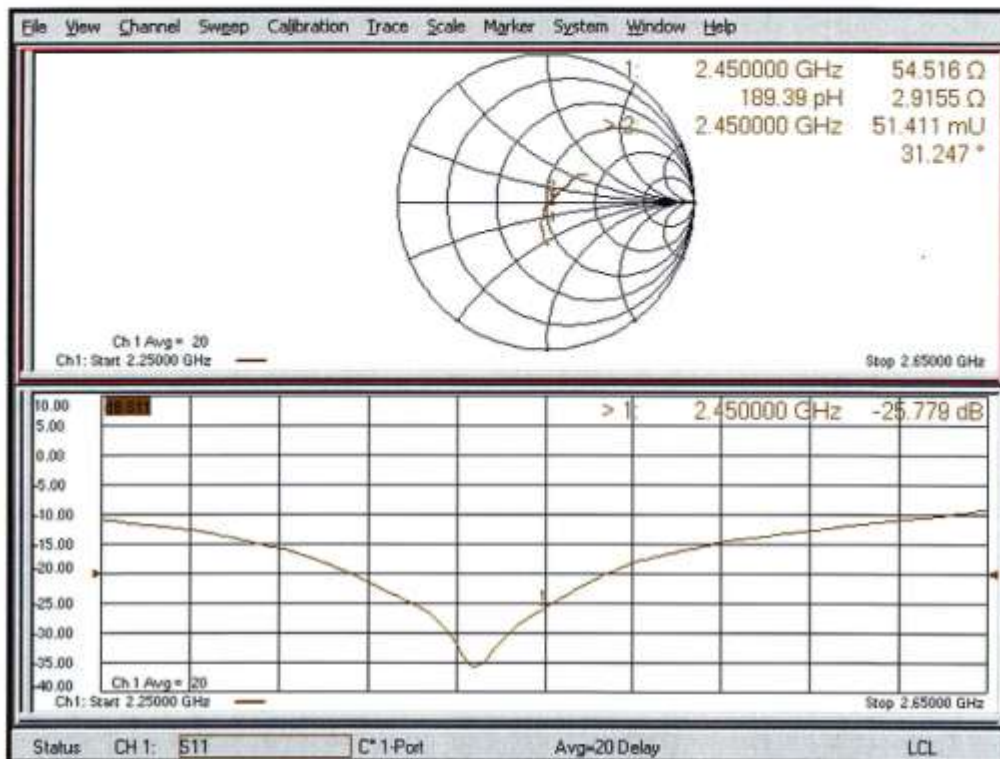 File View Channel Sweep Calibration Trace Scale Marker System Window Help
1: 2.450000 GHz 54.516 Ω
189.39 pH 2.9155 Ω
> 2: 2.450000 GHz 51.411 mU
31.247 °
Ch 1 Avg = 20
Ch1: Start 2.25000 GHz
Stop 2.65000 GHz
10.00
> 1: 2.450000 GHz -25.779 dB
5.00
0.00
-5.00
-10.00
-15.00
-20.00
-25.00
1
-30.00
-35.00
-40.00
Ch 1 Avg = 20
Ch1: Start 2.25000 GHz
Stop 2.65000 GHz
Status CH 1: S11 C* 1-Port Avg=20 Delay LCL